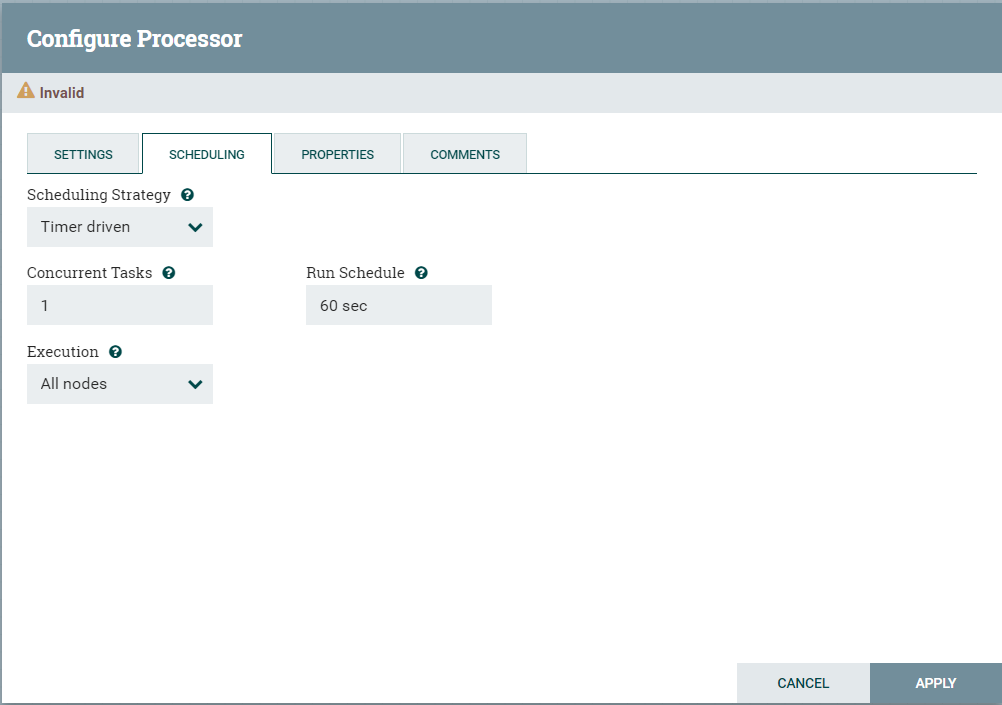 Configure Processor
Invalid
SETTINGS SCHEDULING PROPERTIES COMMENTS
Scheduling Strategy
Timer driven
Concurrent Tasks Run Schedule
1 60 sec
Execution
All nodes
CANCEL APPLY